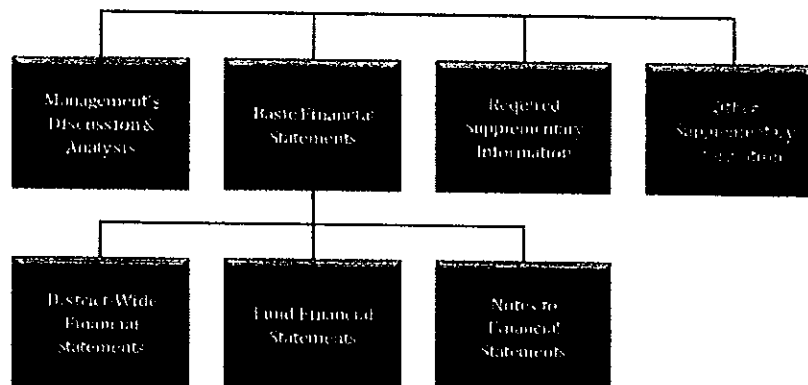 Management's
Discussion &
Analysis
Basic Financial
Statements
Required
Supplementary
Information
Supplementary
District-Wide
Financial
Statements
Fund Financial
Statements
Notes to
Financial
Statements